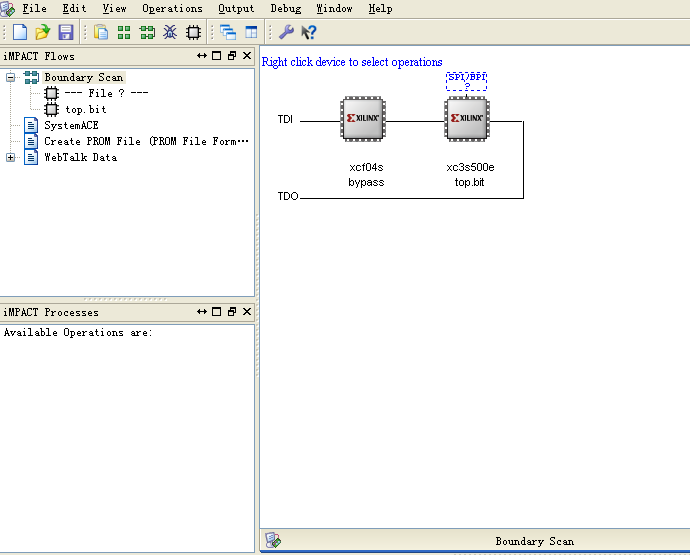 File Edit View Operations Output Debug Window Help
iMPACT Flows
Boundary Scan
--- File ? ---
top.bit
SystemACE
Create PROM File (PROM File Form...
WebTalk Data
iMPACT Processes
Available Operations are:
Right click device to select operations
SPI/BPI
?
TDI
XILINX XILINX
xcf04s xc3s500e
bypass top.bit
TDO
Boundary Scan